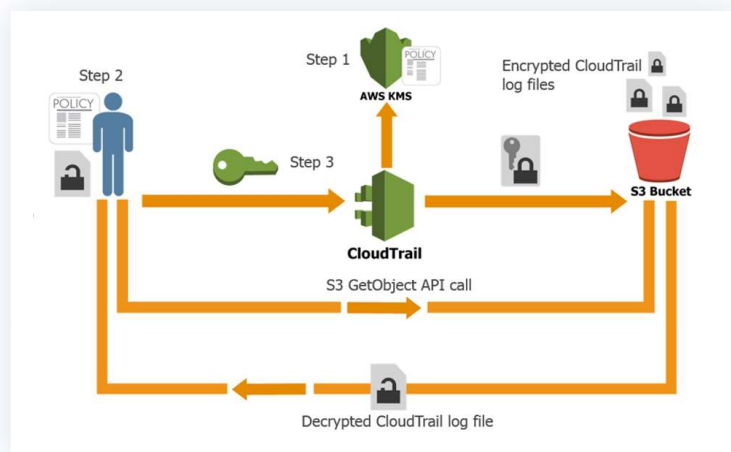 Step 1
POLICY
AWS KMS
Encrypted CloudTrail
log files
Step 2
POLICY
Step 3
S3 Bucket
CloudTrail
S3 GetObject API call
Decrypted CloudTrail log file